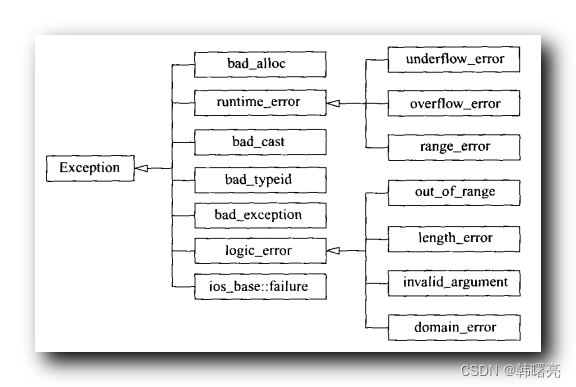 Exception
bad_alloc
runtime_error
bad_cast
bad_typeid
bad_exception
logic_error
ios_base::failure
underflow_error
overflow_error
range_error
out_of_range
length_error
invalid_argument
domain_error
CSDN @韩曙亮